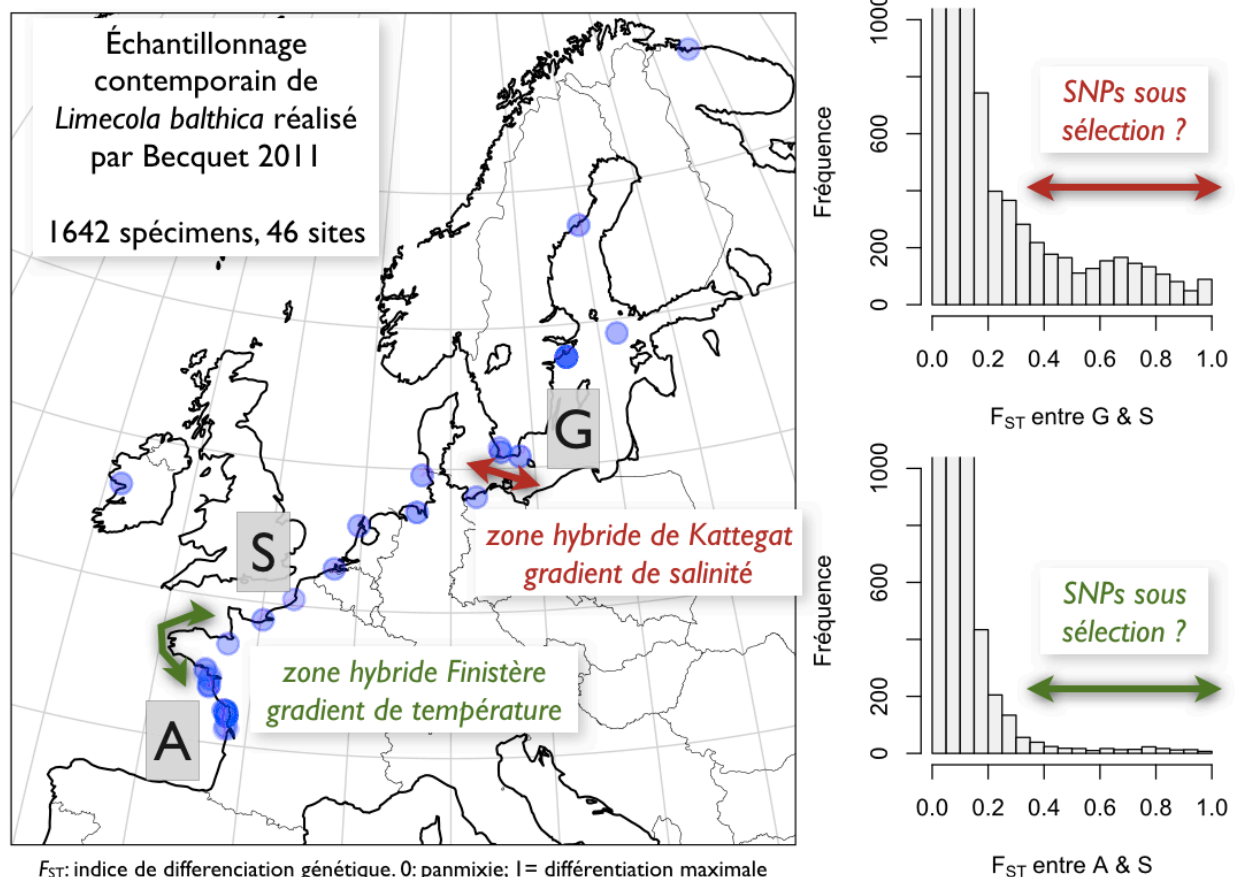 Échantillonnage
contemporain de
Limecola balthica réalisé
par Becquet 2011
1642 spécimens, 46 sites
G
S
zone hybride de Kattegat
gradient de salinité
zone hybride Finistère
gradient de température
A
FST: indice de differenciation génétique. 0: panmixie; 1= différentiation maximale
Fréquence
1000
600
200
0
SNPs sous
sélection ?
0.0 0.2 0.4 0.6 0.8 1.0
FST entre G & S
Fréquence
1000
600
200
0
SNPs sous
sélection ?
0.0 0.2 0.4 0.6 0.8 1.0
FST entre A & S